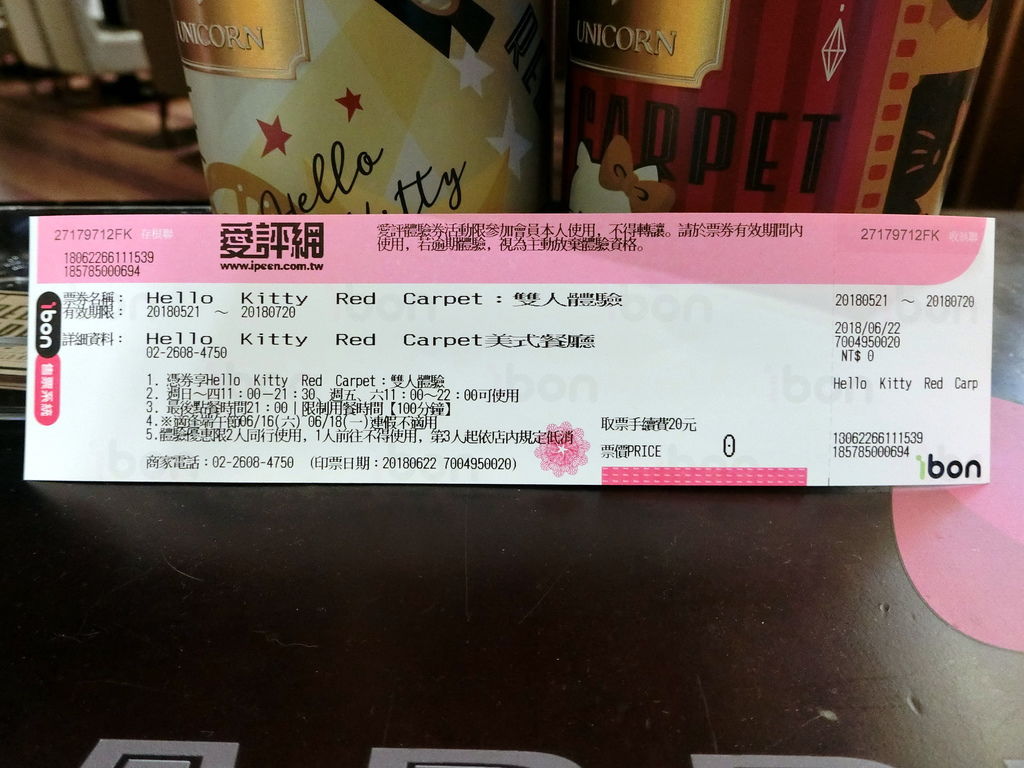 UNICORN
UNICORN
Hello
Kitty
CARPET
27179712FK 存根聯
18062266111539
185785000694
愛評網
www.ipeen.com.tw
愛評體驗券活動限參加會員本人使用，不得轉讓。請於票券有效期間內
使用，若逾期體驗，視為主動放棄體驗資格。
27179712FK 收執聯
ibon
售票系統
票券名稱： Hello Kitty Red Carpet：雙人體驗
有效期限： 20180521 ～ 20180720
詳細資料： Hello Kitty Red Carpet美式餐廳
02-2608-4750
1. 憑券享Hello Kitty Red Carpet：雙人體驗
2. 週日～四11：00－21：30、週五、六11：00～22：00可使用
3. 最後點餐時間21：00｜限制用餐時間【100分鐘】
4.※適逢端午節06/16(六) 06/18(一)連假不適用
5.體驗優惠限2人同行使用，1人前往不得使用，第3人起依店內規定低消
商家電話：02-2608-4750 (印票日期：20180622 7004950020)
取票手續費20元
票價PRICE 0
20180521 ～ 20180720
2018/06/22
7004950020
NT$ 0
Hello Kitty Red Carp
13062266111539
185785000694
ibon